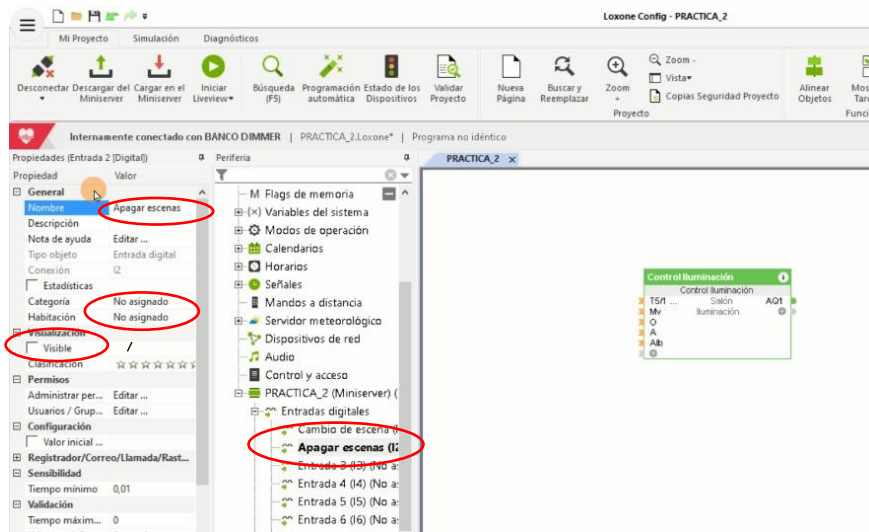 Loxone Config - PRACTICA_2
Mi Proyecto Simulación Diagnósticos
Desconectar Descargar del Miniserver Cargar en el Miniserver Iniciar Liveview▾ Búsqueda (F5) Programación automática Estado de los Dispositivos Validar Proyecto Nueva Página Buscar y Reemplazar Zoom Alinear Objetos
Zoom -
Vista▾
Copias Seguridad Proyecto
Proyecto
Internamente conectado con BANCO DIMMER | PRACTICA_2.Loxone* | Programa no idéntico
Propiedades (Entrada 2 [Digital])
Propiedad Valor
General
Nombre Apagar escenas
Descripción
Nota de ayuda Editar ...
Tipo objeto Entrada digital
Conexión I2
Estadísticas
Categoría No asignado
Habitación No asignado
Visualización
Visible /
Clasificación
Permisos
Administrar per... Editar ...
Usuarios / Grup... Editar ...
Configuración
Valor inicial ...
Registrador/Correo/Llamada/Rast...
Sensibilidad
Tiempo mínimo 0,01
Validación
Tiempo máxim... 0
Periferia
M Flags de memoria
(×) Variables del sistema
Modos de operación
Calendarios
Horarios
Señales
Mandos a distancia
Servidor meteorológico
Dispositivos de red
Audio
Control y acceso
PRACTICA_2 (Miniserver) (
Entradas digitales
Cambio de escena (
Apagar escenas (I2
Entrada 3 (I3) (No a
Entrada 4 (I4) (No a
Entrada 5 (I5) (No a
Entrada 6 (I6) (No a
PRACTICA_2 ×
Control Iluminación
Control Iluminación
T5/1 ... Salón AQ1
Mv Iluminación
O
A
Alb